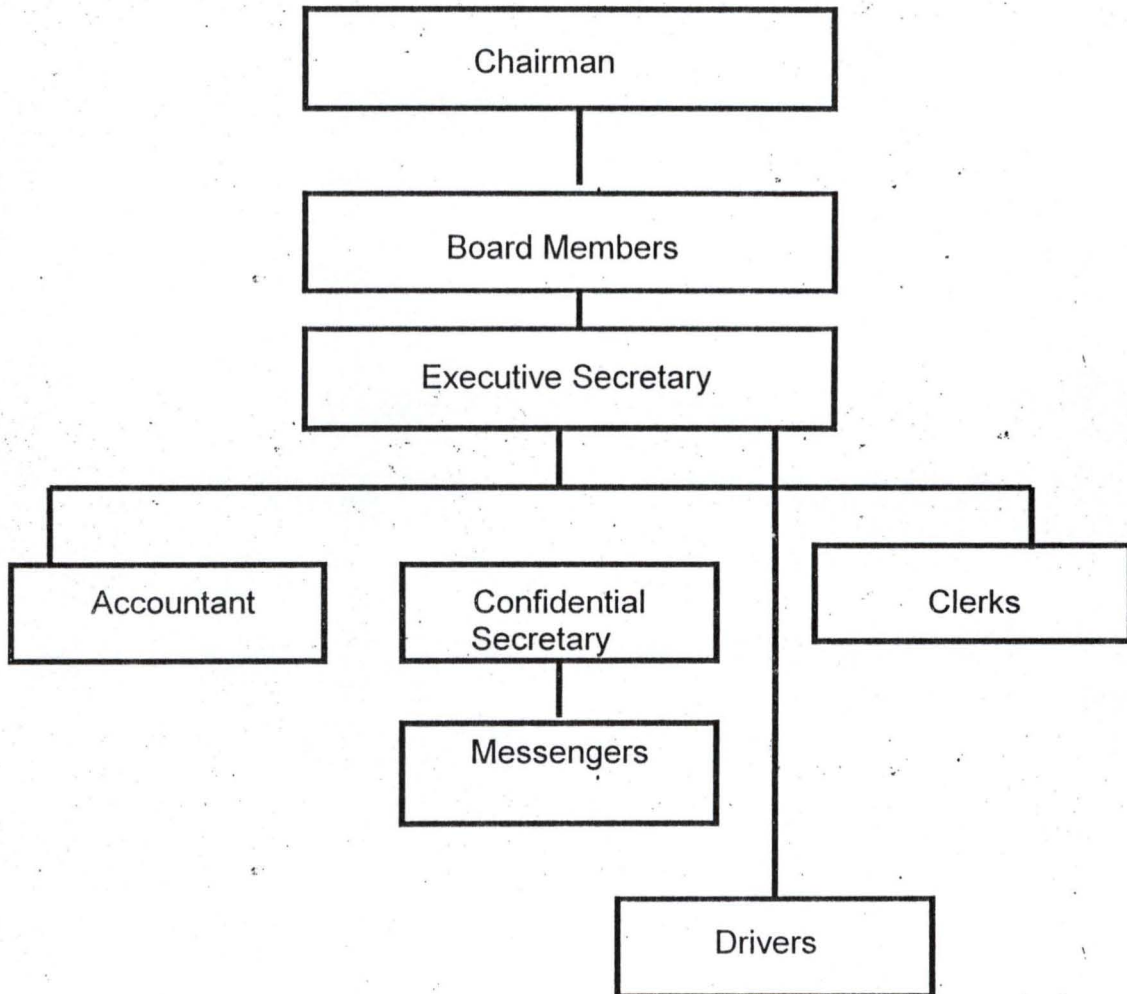 Chairman
Board Members
Executive Secretary
Accountant
Confidential
Secretary
Clerks
Messengers
Drivers